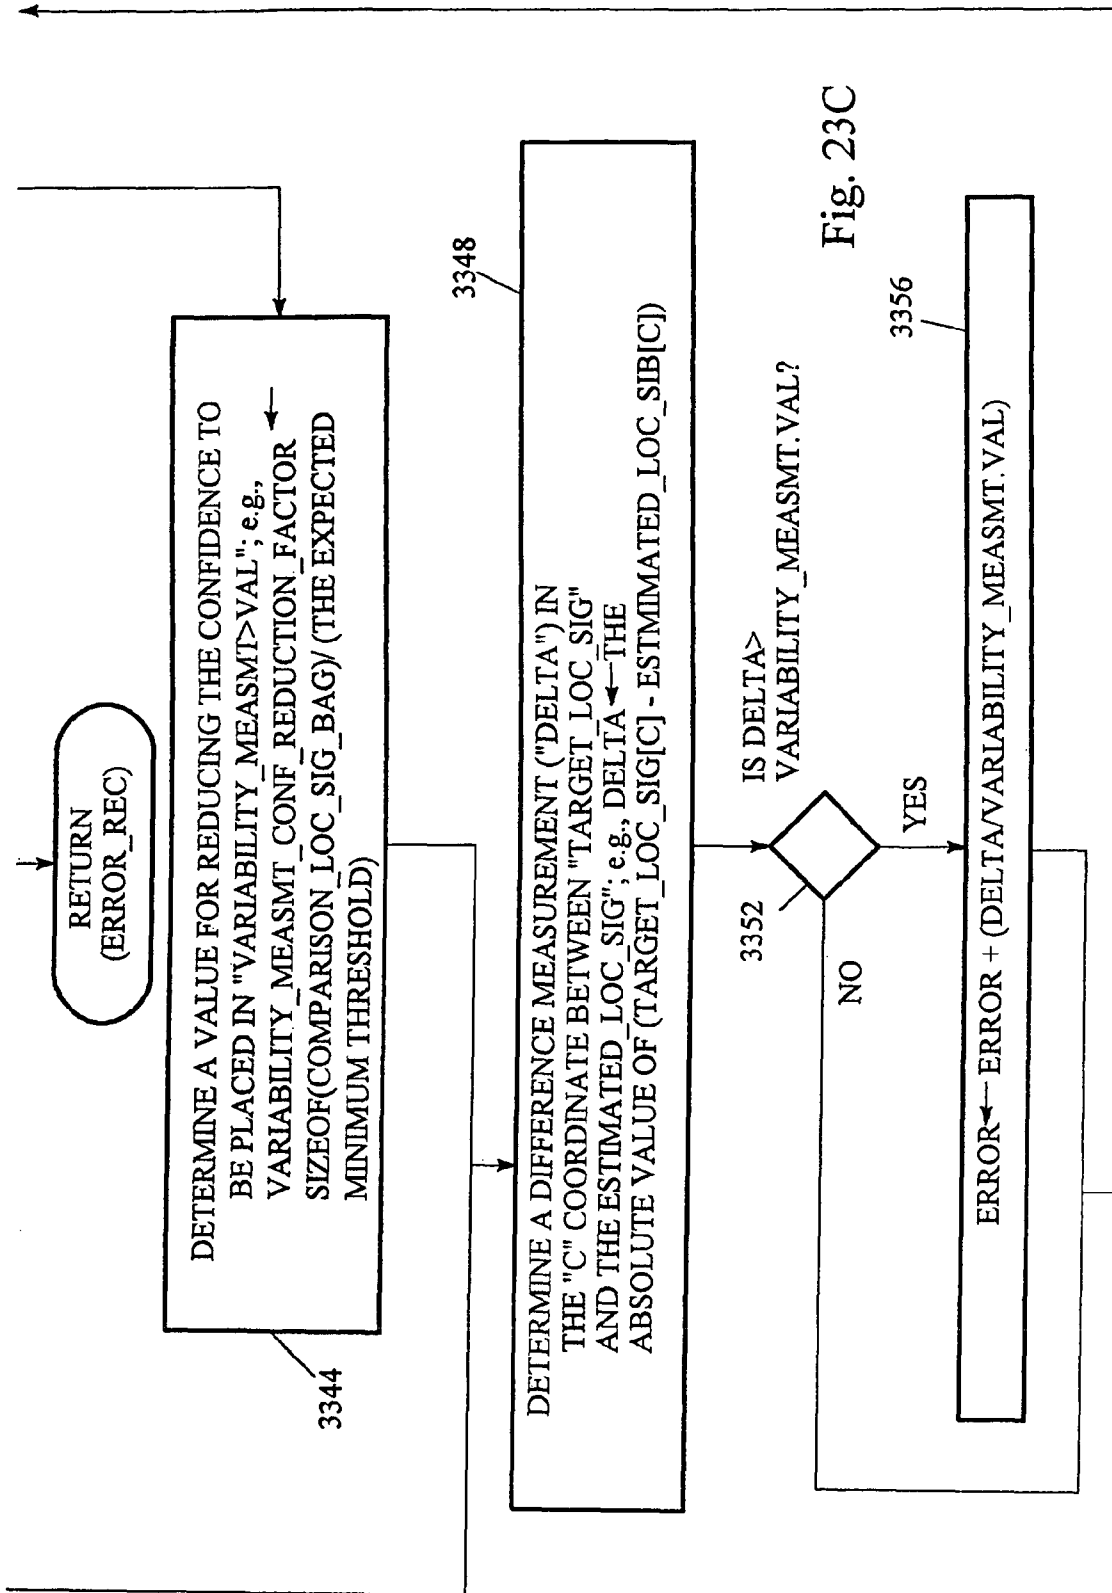 RETURN
(ERROR_REC)
DETERMINE A VALUE FOR REDUCING THE CONFIDENCE TO
BE PLACED IN "VARIABILITY_MEASMT>VAL"; e.g.,
VARIABILITY_MEASMT_CONF_REDUCTION_FACTOR ←
SIZEOF(COMPARISON_LOC_SIG_BAG)/ (THE EXPECTED
MINIMUM THRESHOLD)
3344
DETERMINE A DIFFERENCE MEASUREMENT ("DELTA") IN
THE "C" COORDINATE BETWEEN "TARGET_LOC_SIG"
AND THE ESTIMATED_LOC_SIG"; e.g., DELTA ← THE
ABSOLUTE VALUE OF (TARGET_LOC_SIG[C] - ESTMIMATED_LOC_SIB[C])
3348
IS DELTA>
VARIABILITY_MEASMT.VAL?
3352
NO
YES
ERROR ← ERROR + (DELTA/VARIABILITY_MEASMT.VAL)
3356
Fig. 23C